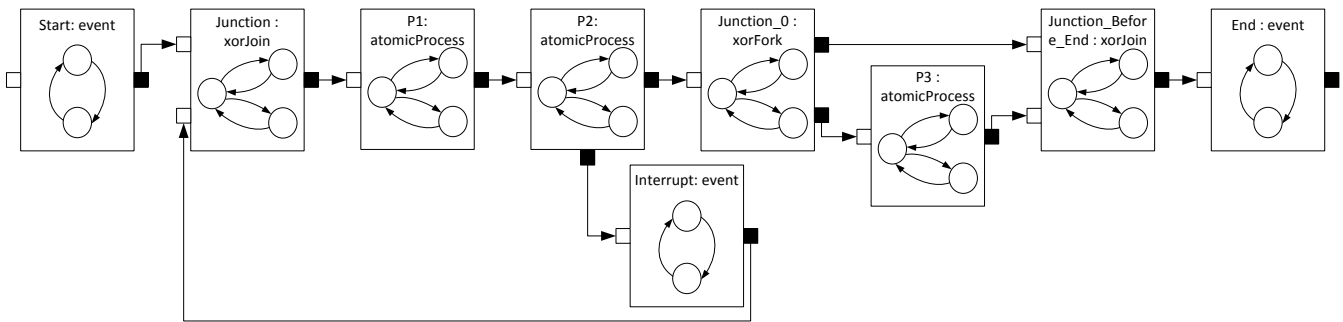 Start: event
Junction :
xorJoin
P1:
atomicProcess
P2:
atomicProcess
Junction_0 :
xorFork
Junction_Befor
e_End : xorJoin
End : event
P3 :
atomicProcess
Interrupt: event